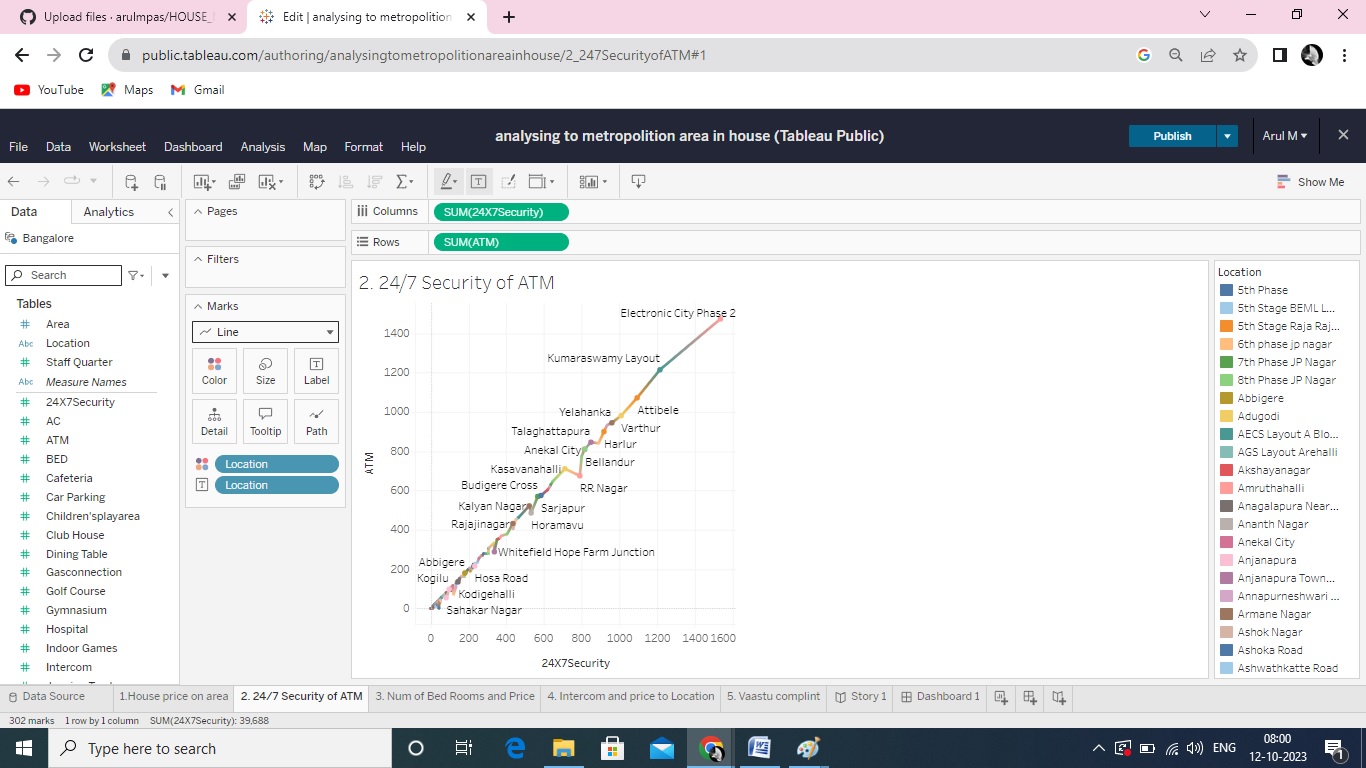 Upload files · arulmpas/HOUSE_
Edit | analysing to metropolition
public.tableau.com/authoring/analysingtometropolitionareainhouse/2_247SecurityofATM#1
YouTube Maps Gmail
analysing to metropolition area in house (Tableau Public)
Publish
Arul M
File Data Worksheet Dashboard Analysis Map Format Help
Show Me
Data
Analytics
Bangalore
Search
Tables
# Area
Abc Location
# Staff Quarter
Abc Measure Names
# 24X7Security
# AC
# ATM
# BED
# Cafeteria
# Car Parking
# Children'splayarea
# Club House
# Dining Table
# Gasconnection
# Golf Course
# Gymnasium
# Hospital
# Indoor Games
# Intercom
Pages
Filters
Marks
Line
Color Size Label
Detail Tooltip Path
Location
Location
Columns SUM(24X7Security)
Rows SUM(ATM)
2. 24/7 Security of ATM
Electronic City Phase 2
1400
Kumaraswamy Layout
1200
Yelahanka
Attibele
1000
Talaghattapura
Varthur
Harlur
800
Anekal City
Bellandur
Kasavanahalli
ATM
Budigere Cross
RR Nagar
600
Kalyan Nagar
Sarjapur
Rajajinagar
Horamavu
400
Whitefield Hope Farm Junction
Abbigere
200
Kogilu
Hosa Road
Kodigehalli
0
Sahakar Nagar
0 200 400 600 800 1000 1200 1400 1600
24X7Security
Location
5th Phase
5th Stage BEML L...
5th Stage Raja Raj...
6th phase jp nagar
7th Phase JP Nagar
8th Phase JP Nagar
Abbigere
Adugodi
AECS Layout A Blo...
AGS Layout Arehalli
Akshayanagar
Amruthahalli
Anagalapura Near...
Ananth Nagar
Anekal City
Anjanapura
Anjanapura Town...
Annapurneshwari ...
Armane Nagar
Ashok Nagar
Ashoka Road
Ashwathkatte Road
Data Source 1.House price on area 2. 24/7 Security of ATM 3. Num of Bed Rooms and Price 4. Intercom and price to Location 5. Vaastu complint Story 1 Dashboard 1
302 marks 1 row by 1 column SUM(24X7Security): 39,688
Type here to search
ENG
08:00
12-10-2023
1